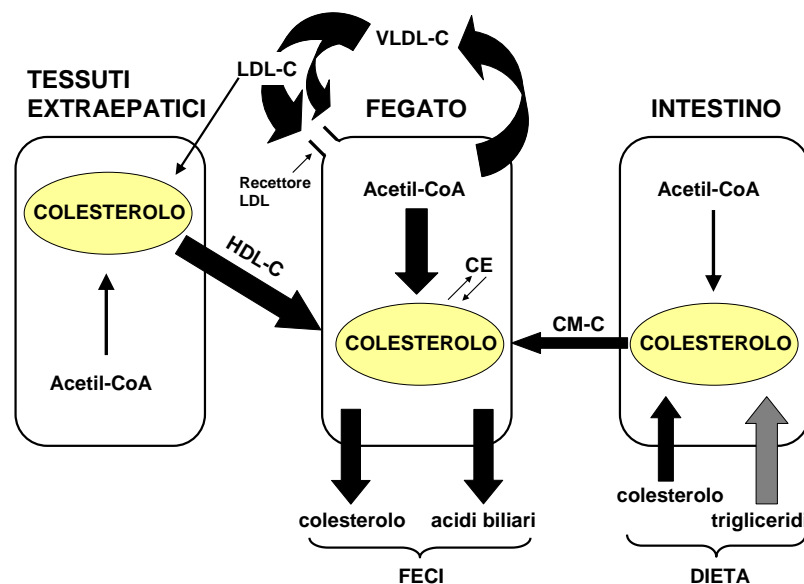 VLDL-C
LDL-C
TESSUTI
EXTRAEPATICI
FEGATO
INTESTINO
Recettore
LDL
Acetil-CoA
Acetil-CoA
COLESTEROLO
HDL-C
CE
COLESTEROLO
CM-C
COLESTEROLO
Acetil-CoA
colesterolo
acidi biliari
colesterolo
trigliceridi
FECI
DIETA